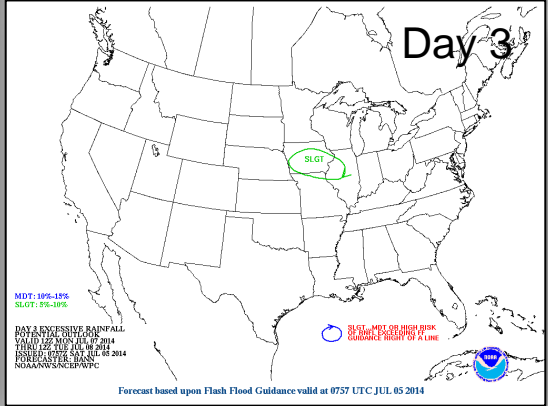 Day 3
SLGT
MDT: 10%-15%
SLGT: 5%-10%
DAY 3 EXCESSIVE RAINFALL
POTENTIAL OUTLOOK
VALID 12Z MON JUL 07 2014
THRU 12Z TUE JUL 08 2014
ISSUED: 0757Z SAT JUL 05 2014
FORECASTER: BANN
NOAA/NWS/NCEP/WPC
SLGT...MDT OR HIGH RISK
OF RNFL EXCEEDING FF
GUIDANCE RIGHT OF A LINE
NOAA
Forecast based upon Flash Flood Guidance valid at 0757 UTC JUL 05 2014